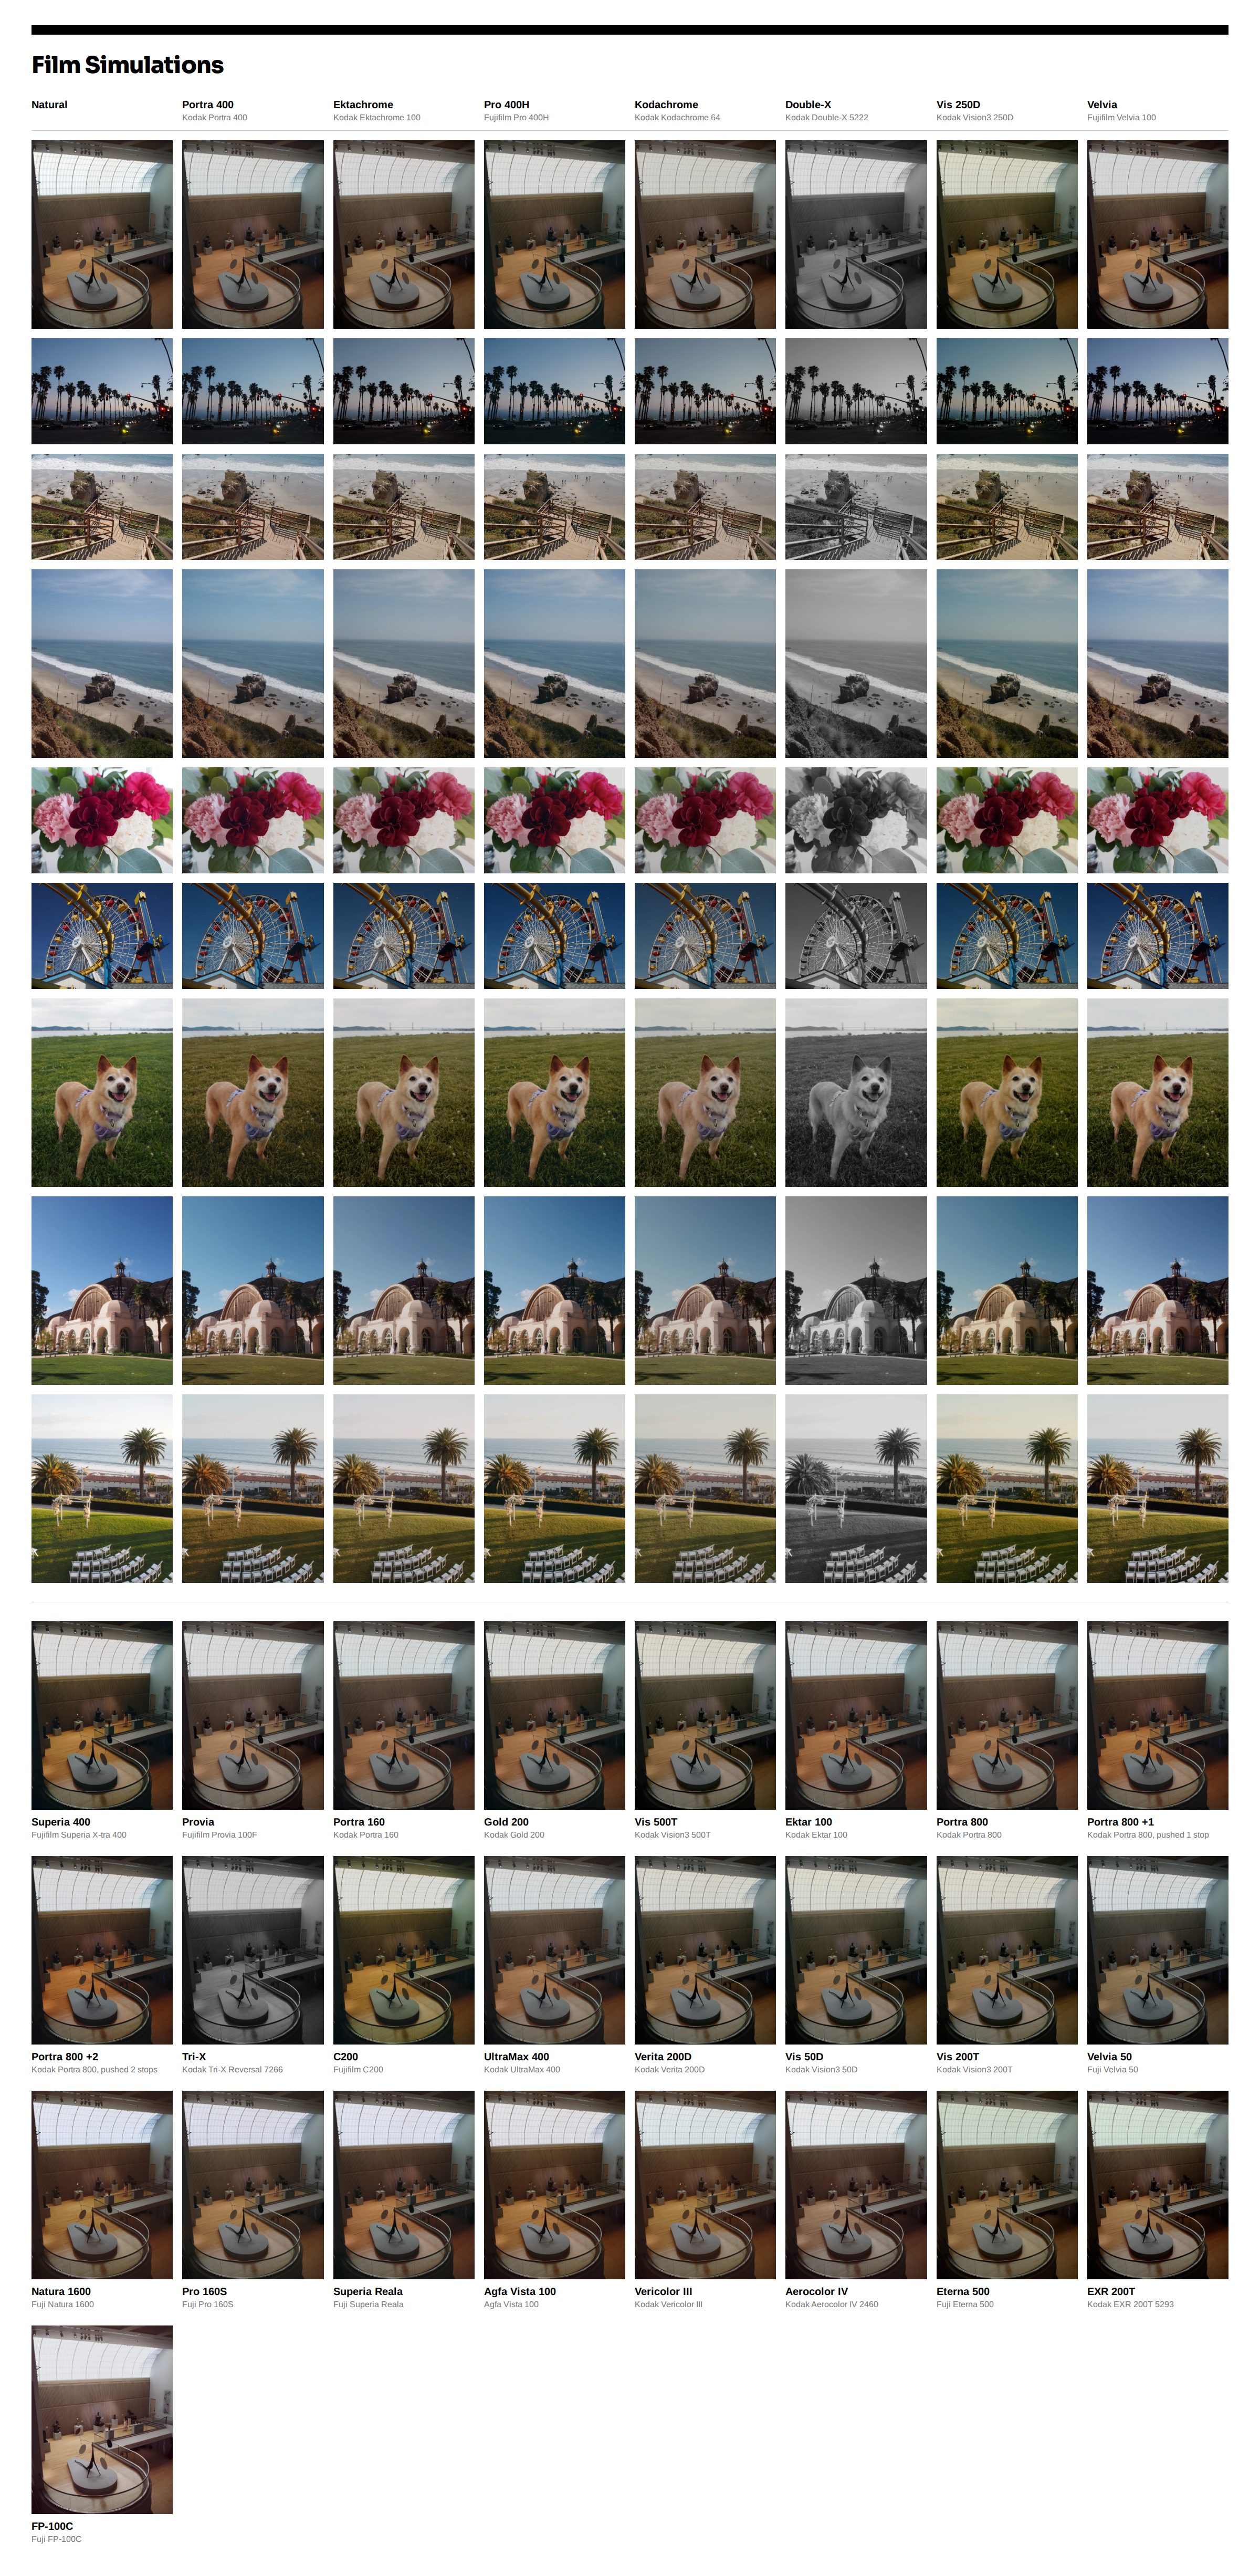 Film Simulations
Natural
Portra 400
Kodak Portra 400
Ektachrome
Kodak Ektachrome 100
Pro 400H
Fujifilm Pro 400H
Kodachrome
Kodak Kodachrome 64
Double-X
Kodak Double-X 5222
Vis 250D
Kodak Vision3 250D
Velvia
Fujifilm Velvia 100
Superia 400
Fujifilm Superia X-tra 400
Provia
Fujifilm Provia 100F
Portra 160
Kodak Portra 160
Gold 200
Kodak Gold 200
Vis 500T
Kodak Vision3 500T
Ektar 100
Kodak Ektar 100
Portra 800
Kodak Portra 800
Portra 800 +1
Kodak Portra 800, pushed 1 stop
Portra 800 +2
Kodak Portra 800, pushed 2 stops
Tri-X
Kodak Tri-X Reversal 7266
C200
Fujifilm C200
UltraMax 400
Kodak UltraMax 400
Verita 200D
Kodak Verita 200D
Vis 50D
Kodak Vision3 50D
Vis 200T
Kodak Vision3 200T
Velvia 50
Fuji Velvia 50
Natura 1600
Fuji Natura 1600
Pro 160S
Fuji Pro 160S
Superia Reala
Fuji Superia Reala
Agfa Vista 100
Agfa Vista 100
Vericolor III
Kodak Vericolor III
Aerocolor IV
Kodak Aerocolor IV 2460
Eterna 500
Fuji Eterna 500
EXR 200T
Kodak EXR 200T 5293
FP-100C
Fuji FP-100C